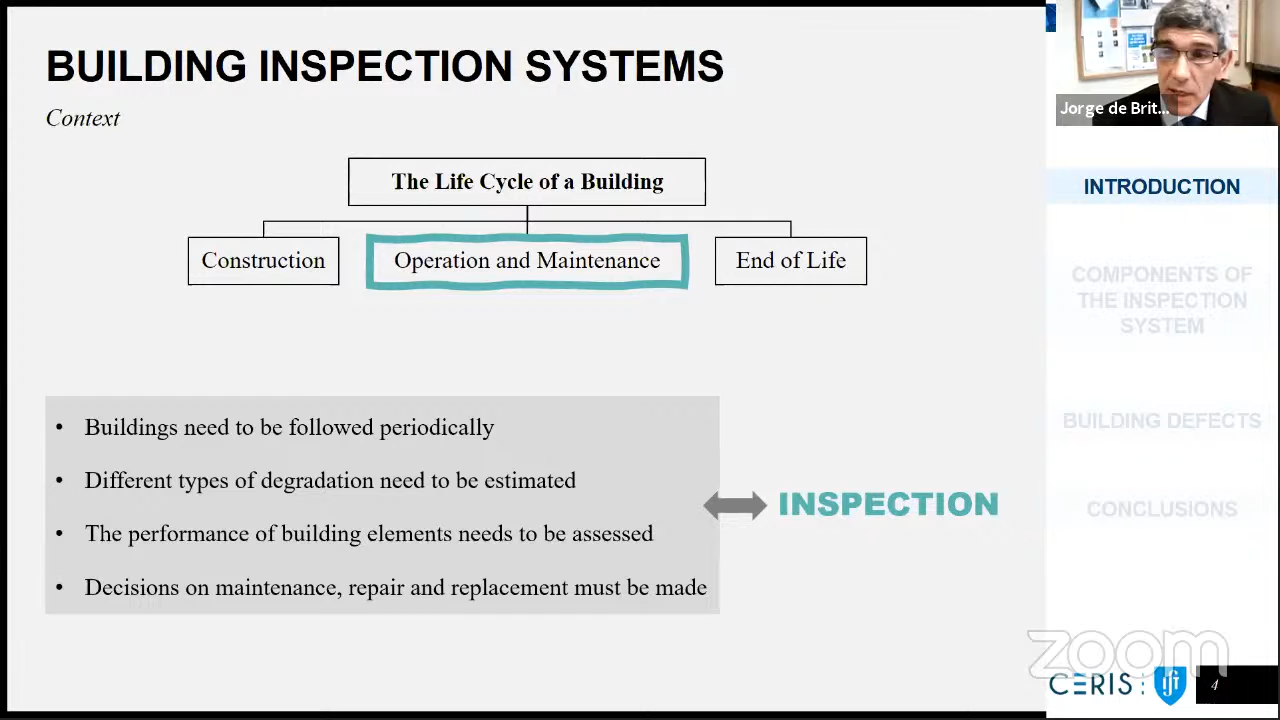 BUILDING INSPECTION SYSTEMS
Context
The Life Cycle of a Building
Construction
Operation and Maintenance
End of Life
• Buildings need to be followed periodically
• Different types of degradation need to be estimated
• The performance of building elements needs to be assessed
• Decisions on maintenance, repair and replacement must be made
INSPECTION
Jorge de Brit...
INTRODUCTION
COMPONENTS OF
THE INSPECTION
SYSTEM
BUILDING DEFECTS
CONCLUSIONS
zoom
CERIS
4